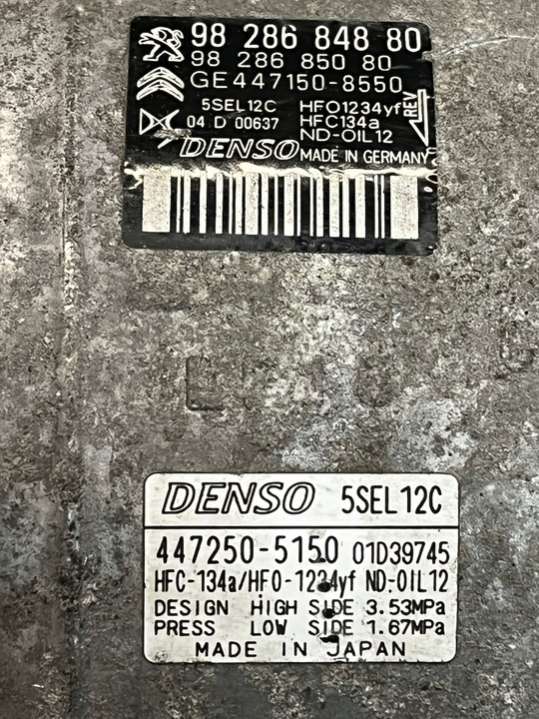 98 286 848 80
98 286 850 80
GE447150-8550
5SEL12C HFO1234yf
04 D 00637 HFC134a
ND-OIL12
REV
DENSO MADE IN GERMANY
DENSO 5SEL12C
447250-5150 01D39745
HFC-134a/HFO-1234yf ND-OIL12
DESIGN HIGH SIDE 3.53MPa
PRESS LOW SIDE 1.67MPa
MADE IN JAPAN